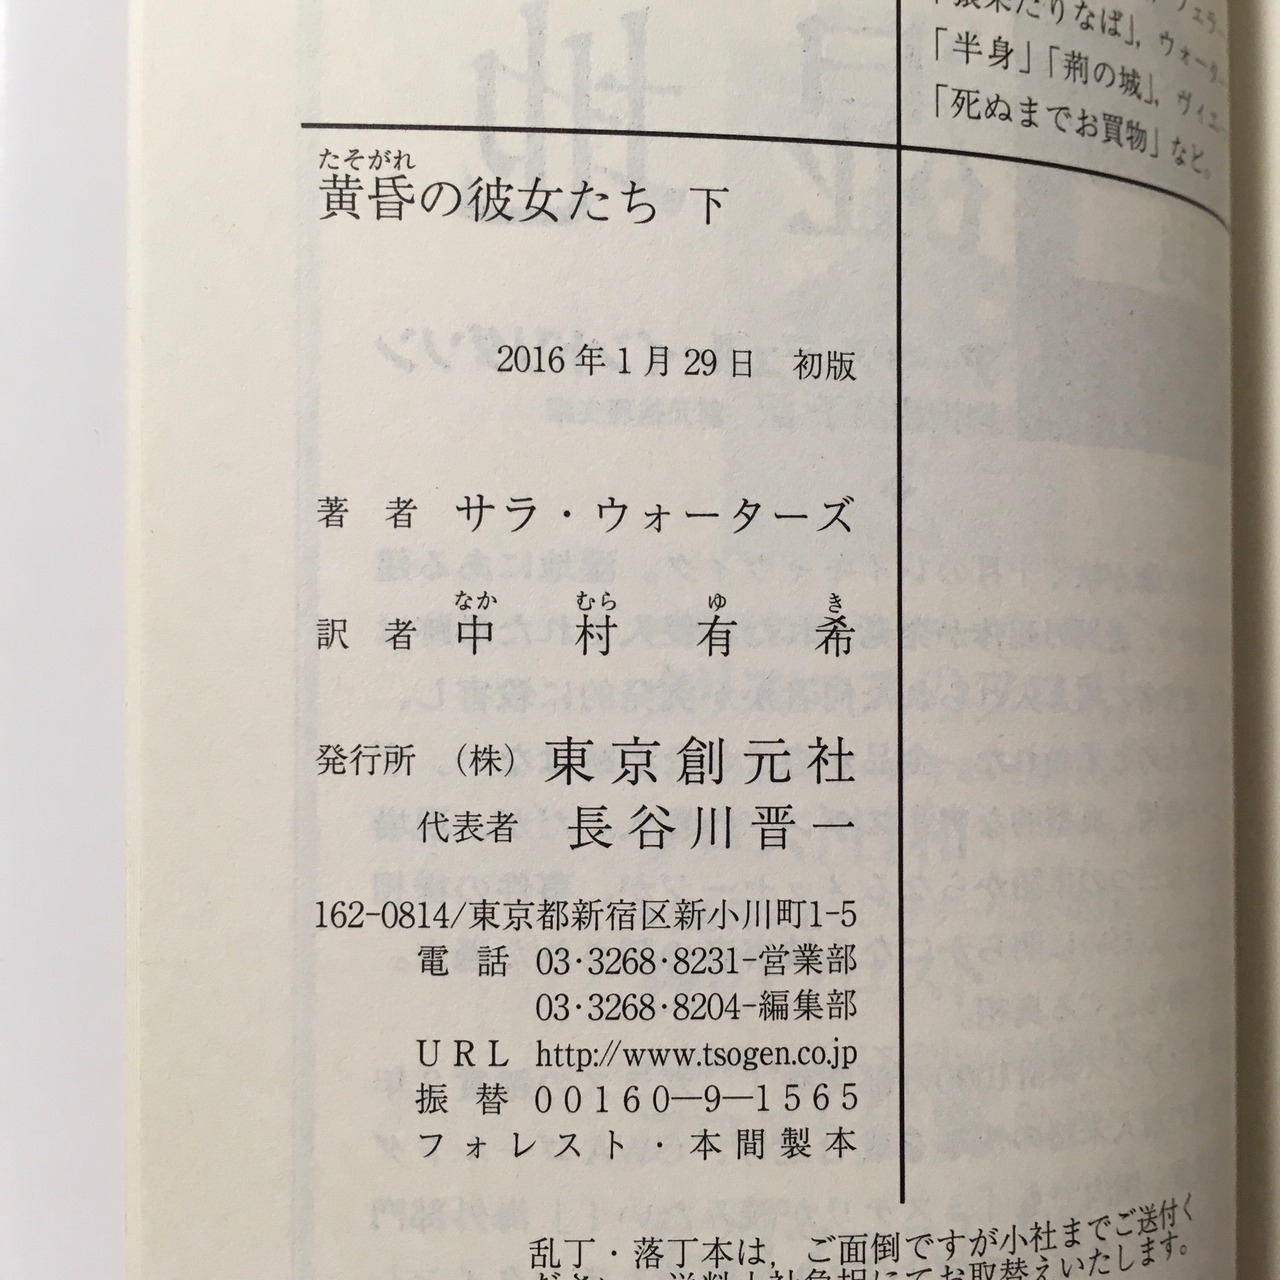 「半身」「荊の城」,
「死ぬまでお買物」など。
たそがれ
黄昏の彼女たち 下
2016年1月29日 初版
著者 サラ・ウォーターズ
なか むら ゆ き
訳者 中村有希
発行所 (株) 東京創元社
代表者 長谷川晋一
162-0814/東京都新宿区新小川町1-5
電話 03・3268・8231-営業部
03・3268・8204-編集部
URL http://www.tsogen.co.jp
振替 00160―9―1565
フォレスト・本間製本
乱丁・落丁本は,ご面倒ですが小社までご送付く